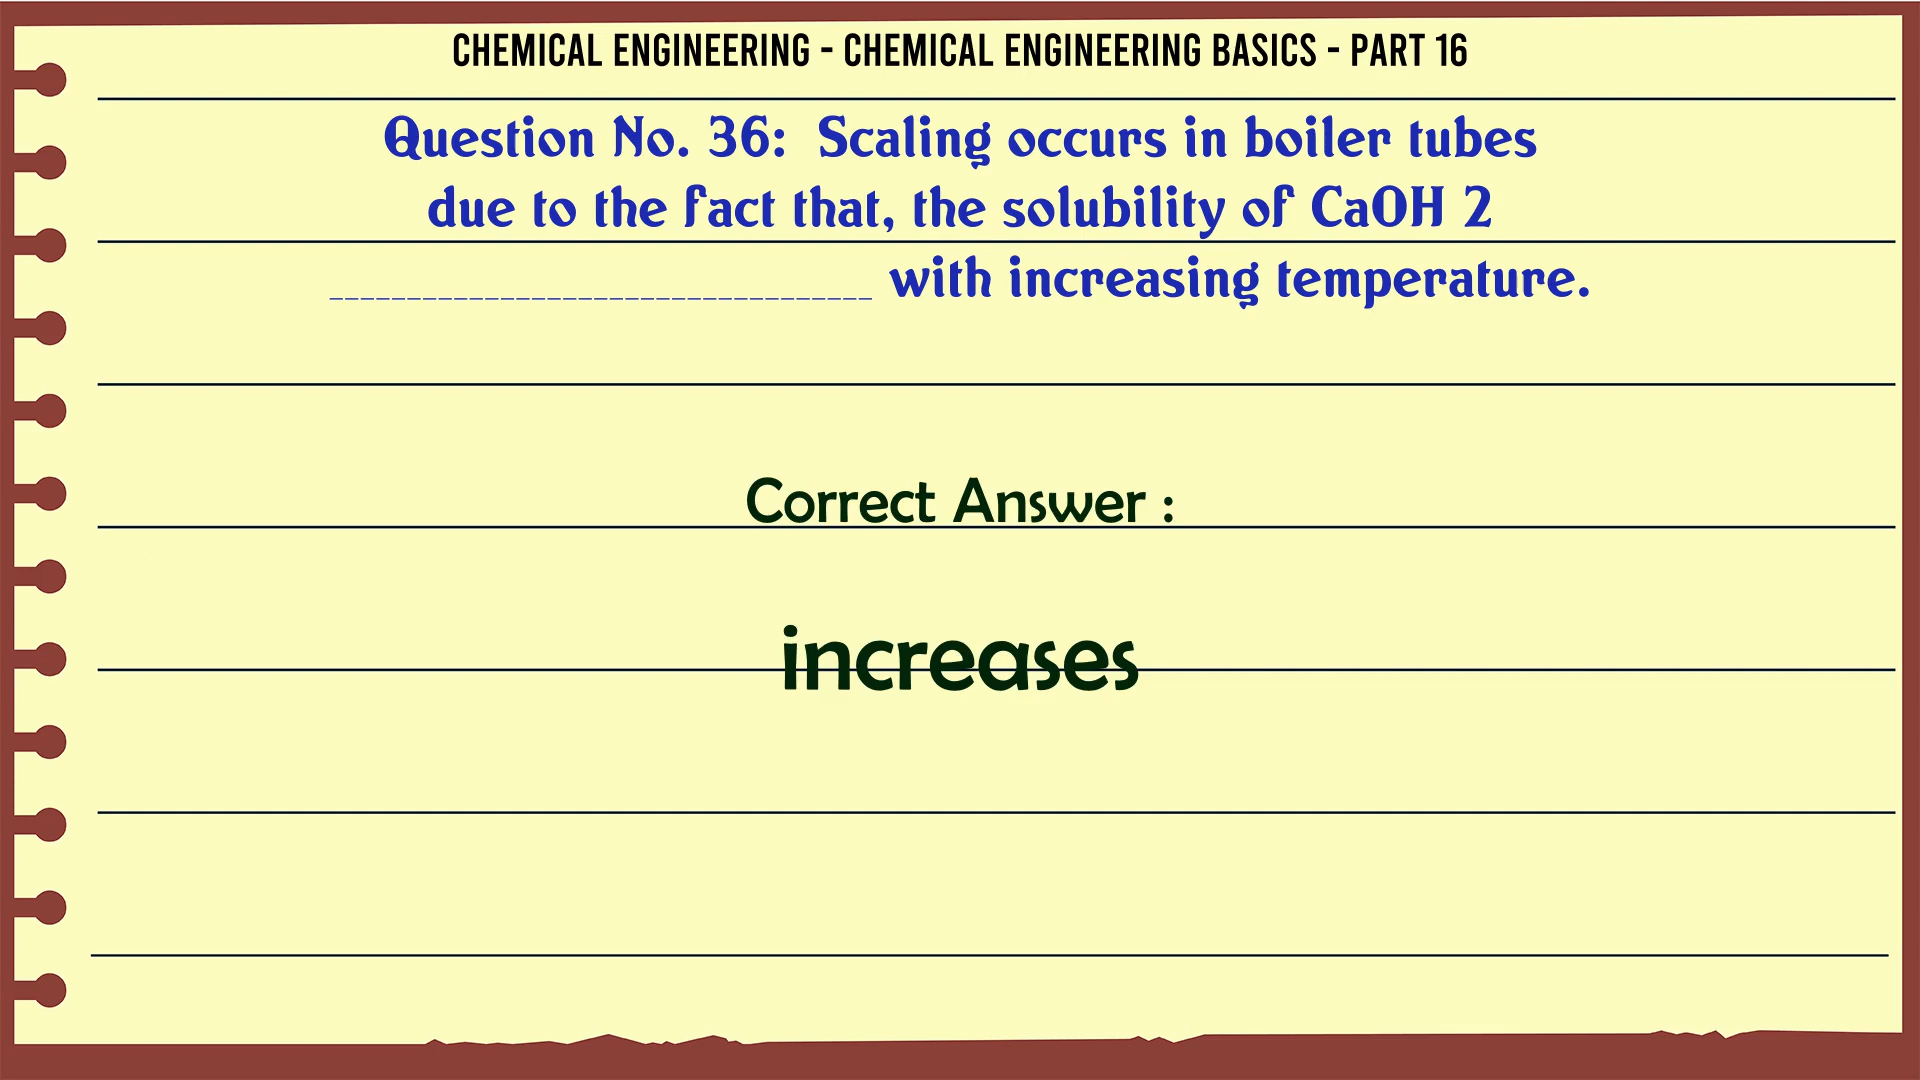 CHEMICAL ENGINEERING - CHEMICAL ENGINEERING BASICS - PART 16
Question No. 36: Scaling occurs in boiler tubes
due to the fact that, the solubility of CaOH 2
___________________________________ with increasing temperature.
Correct Answer :
increases